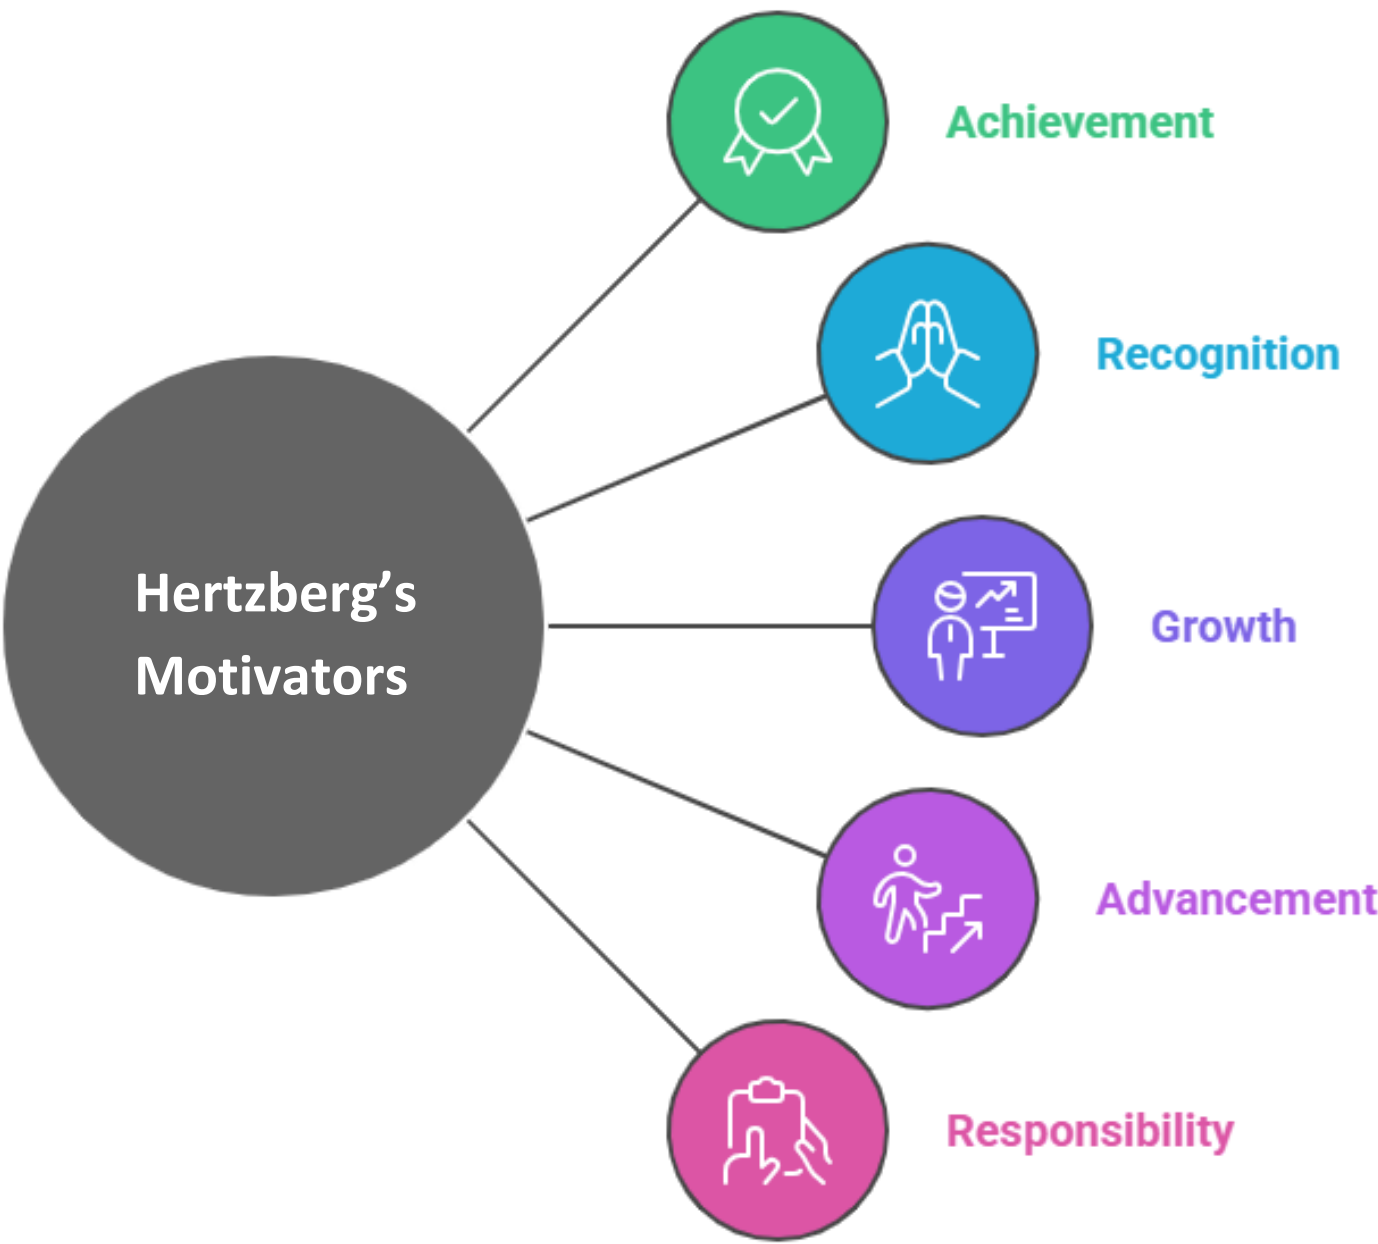 Achievement
Recognition
Hertzberg’s
Motivators
Growth
Advancement
Responsibility